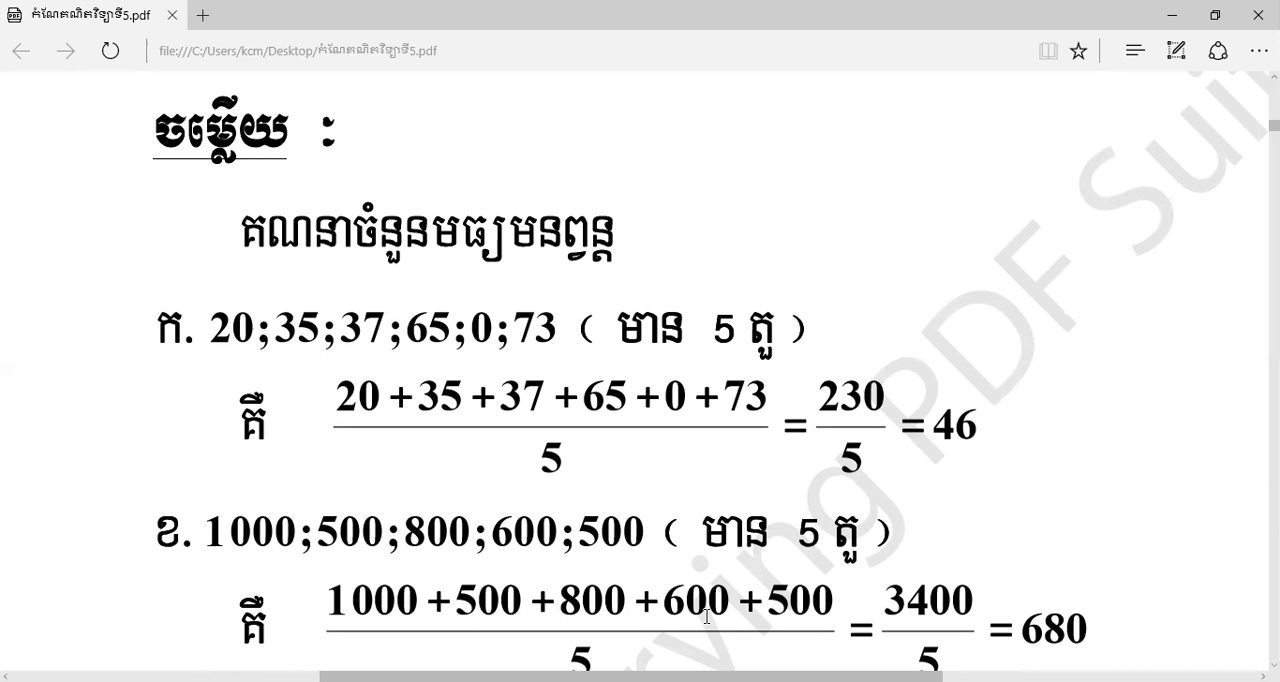 កំណែគណិតវិទ្យាទី5.pdf
file:///C:/Users/kcm/Desktop/កំណែគណិតវិទ្យាទី5.pdf
ចម្លើយ ៈ
គណនាចំនួនមធ្យមនព្វន្ត
ក. 20;35;37;65;0;73 ( មាន 5 តួ )
គឺ 20+35+37+65+0+73 / 5 = 230 / 5 = 46
ខ. 1000;500;800;600;500 ( មាន 5 តួ )
គឺ 1000+500+800+600+500 / 5 = 3400 / 5 = 680